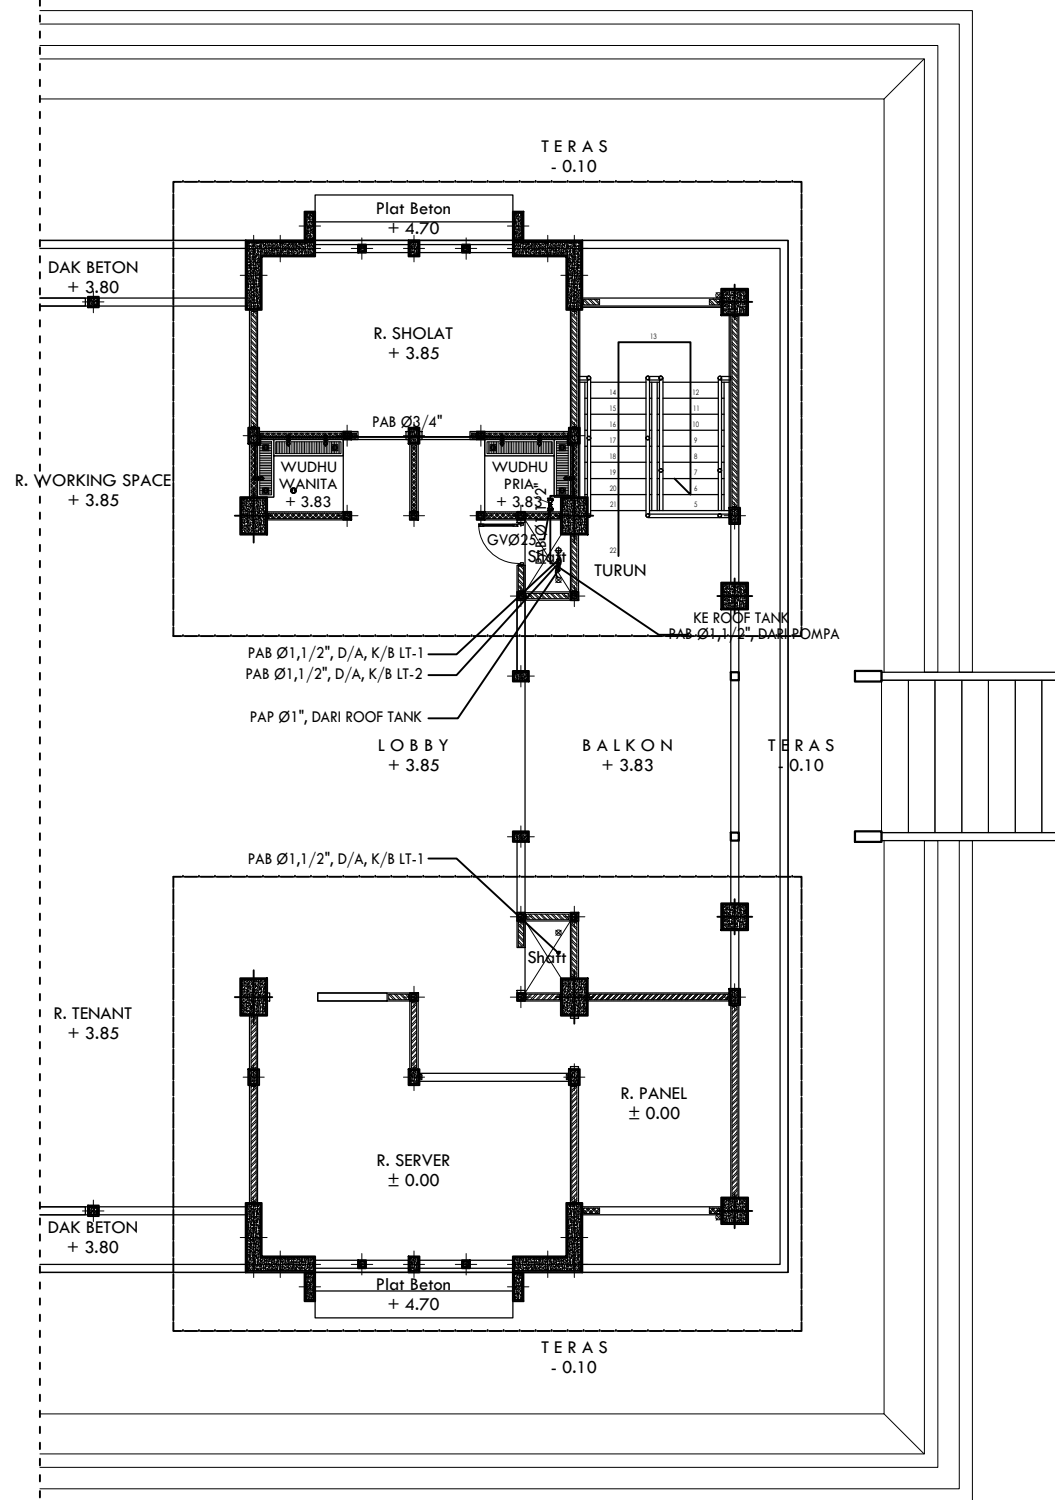 T E R A S
- 0.10
Plat Beton
+ 4.70
DAK BETON
+ 3.80
R. SHOLAT
+ 3.85
13
14
15
16
17
18
19
20
21
22
12
11
10
9
8
7
6
5
PAB Ø3/4"
WUDHU
WANITA
+ 3.83
WUDHU
PRIA
+ 3.83
R. WORKING SPACE
+ 3.85
GVØ25
Shaft
TURUN
KE ROOF TANK
PAB Ø1,1/2", DARI POMPA
PAB Ø1,1/2", D/A, K/B LT-1
PAB Ø1,1/2", D/A, K/B LT-2
PAP Ø1", DARI ROOF TANK
L O B B Y
+ 3.85
B A L K O N
+ 3.83
T E R A S
- 0.10
PAB Ø1,1/2", D/A, K/B LT-1
Shaft
R. TENANT
+ 3.85
R. PANEL
± 0.00
R. SERVER
± 0.00
DAK BETON
+ 3.80
Plat Beton
+ 4.70
T E R A S
- 0.10